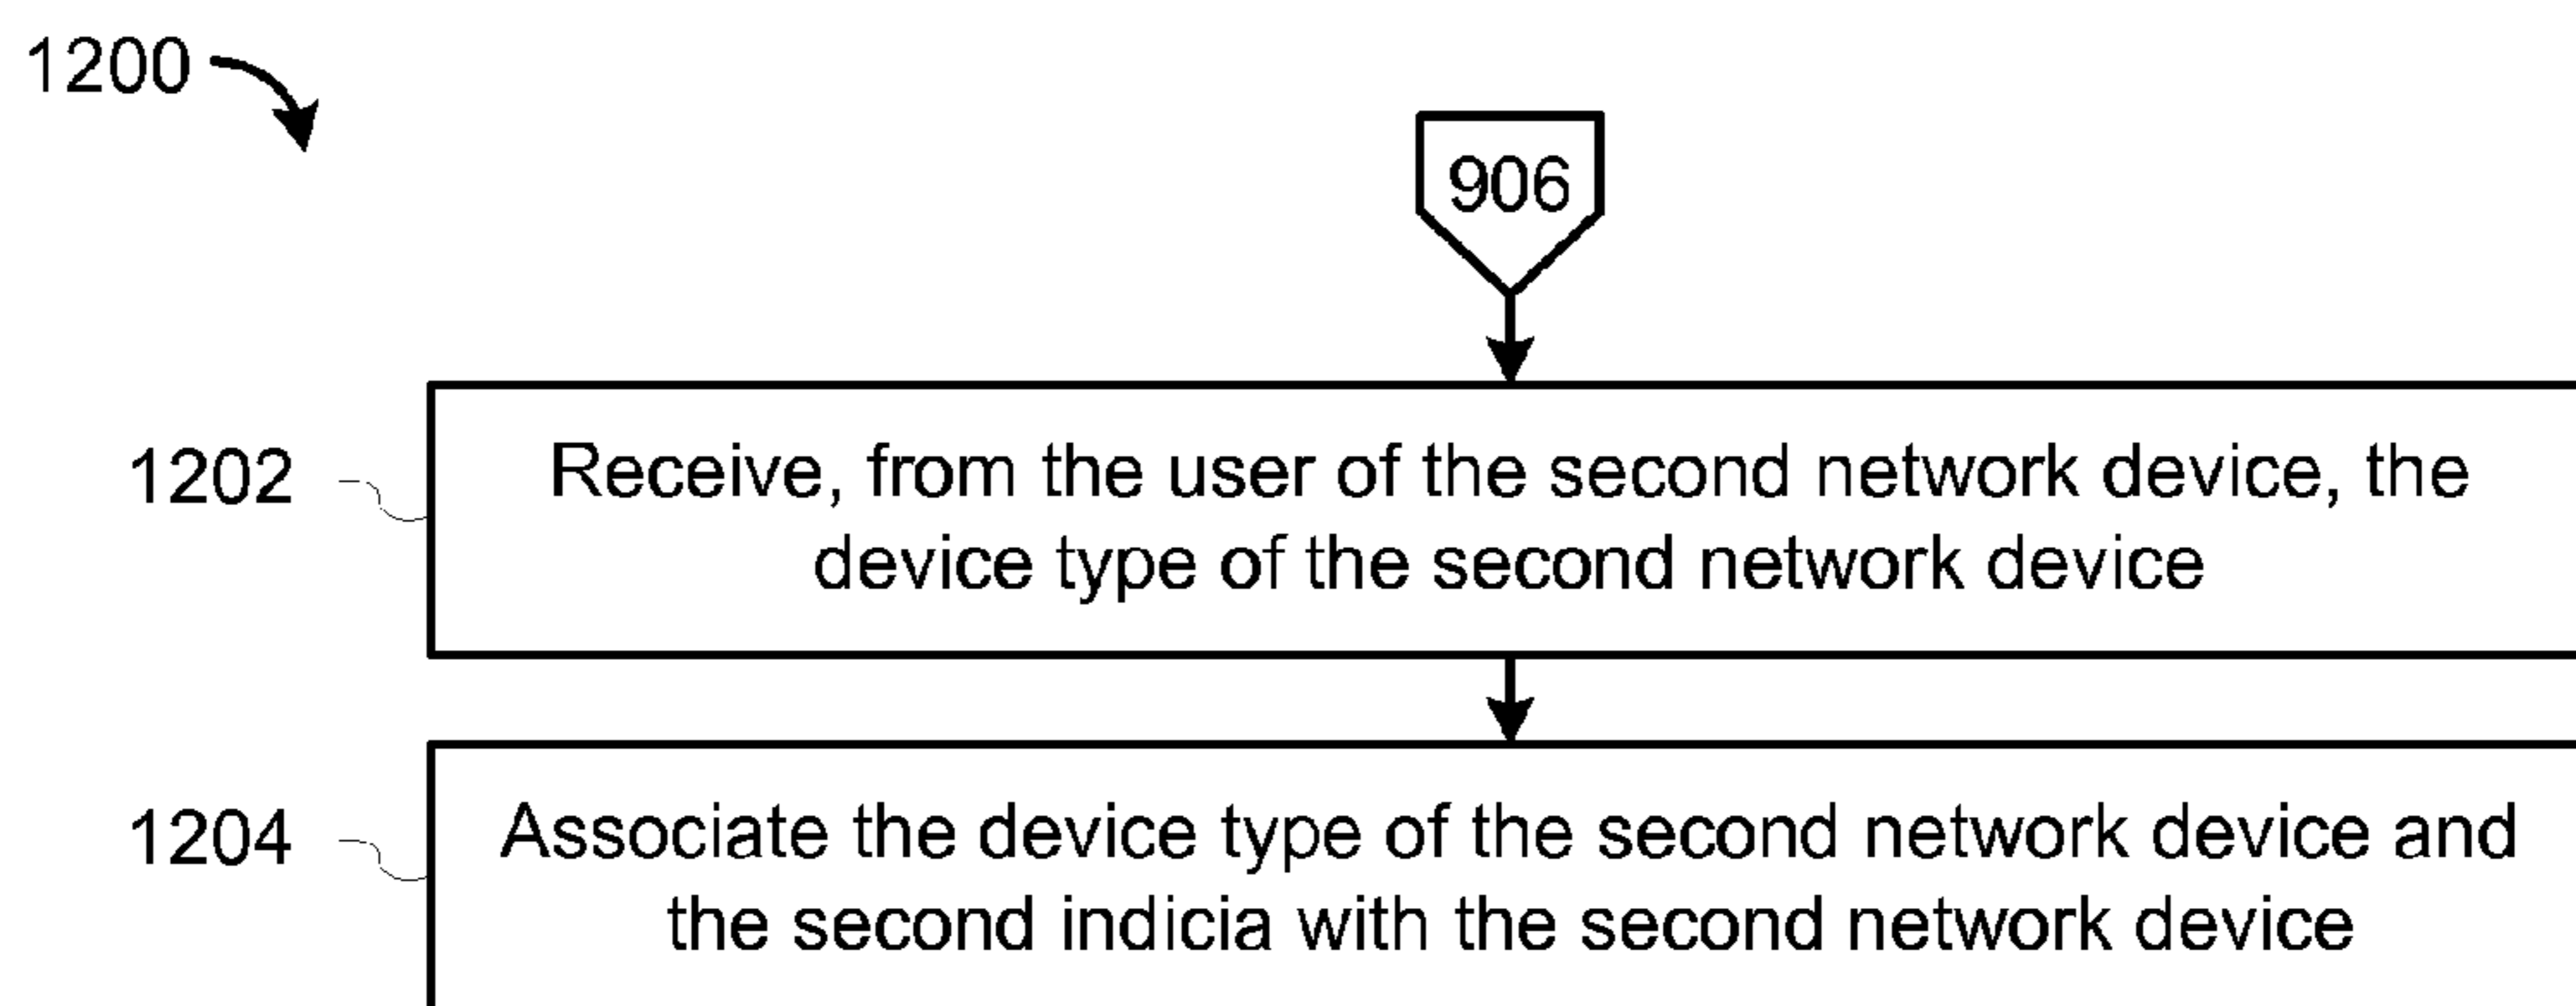 1200
906
1202
Receive, from the user of the second network device, the
device type of the second network device
1204
Associate the device type of the second network device and
the second indicia with the second network device